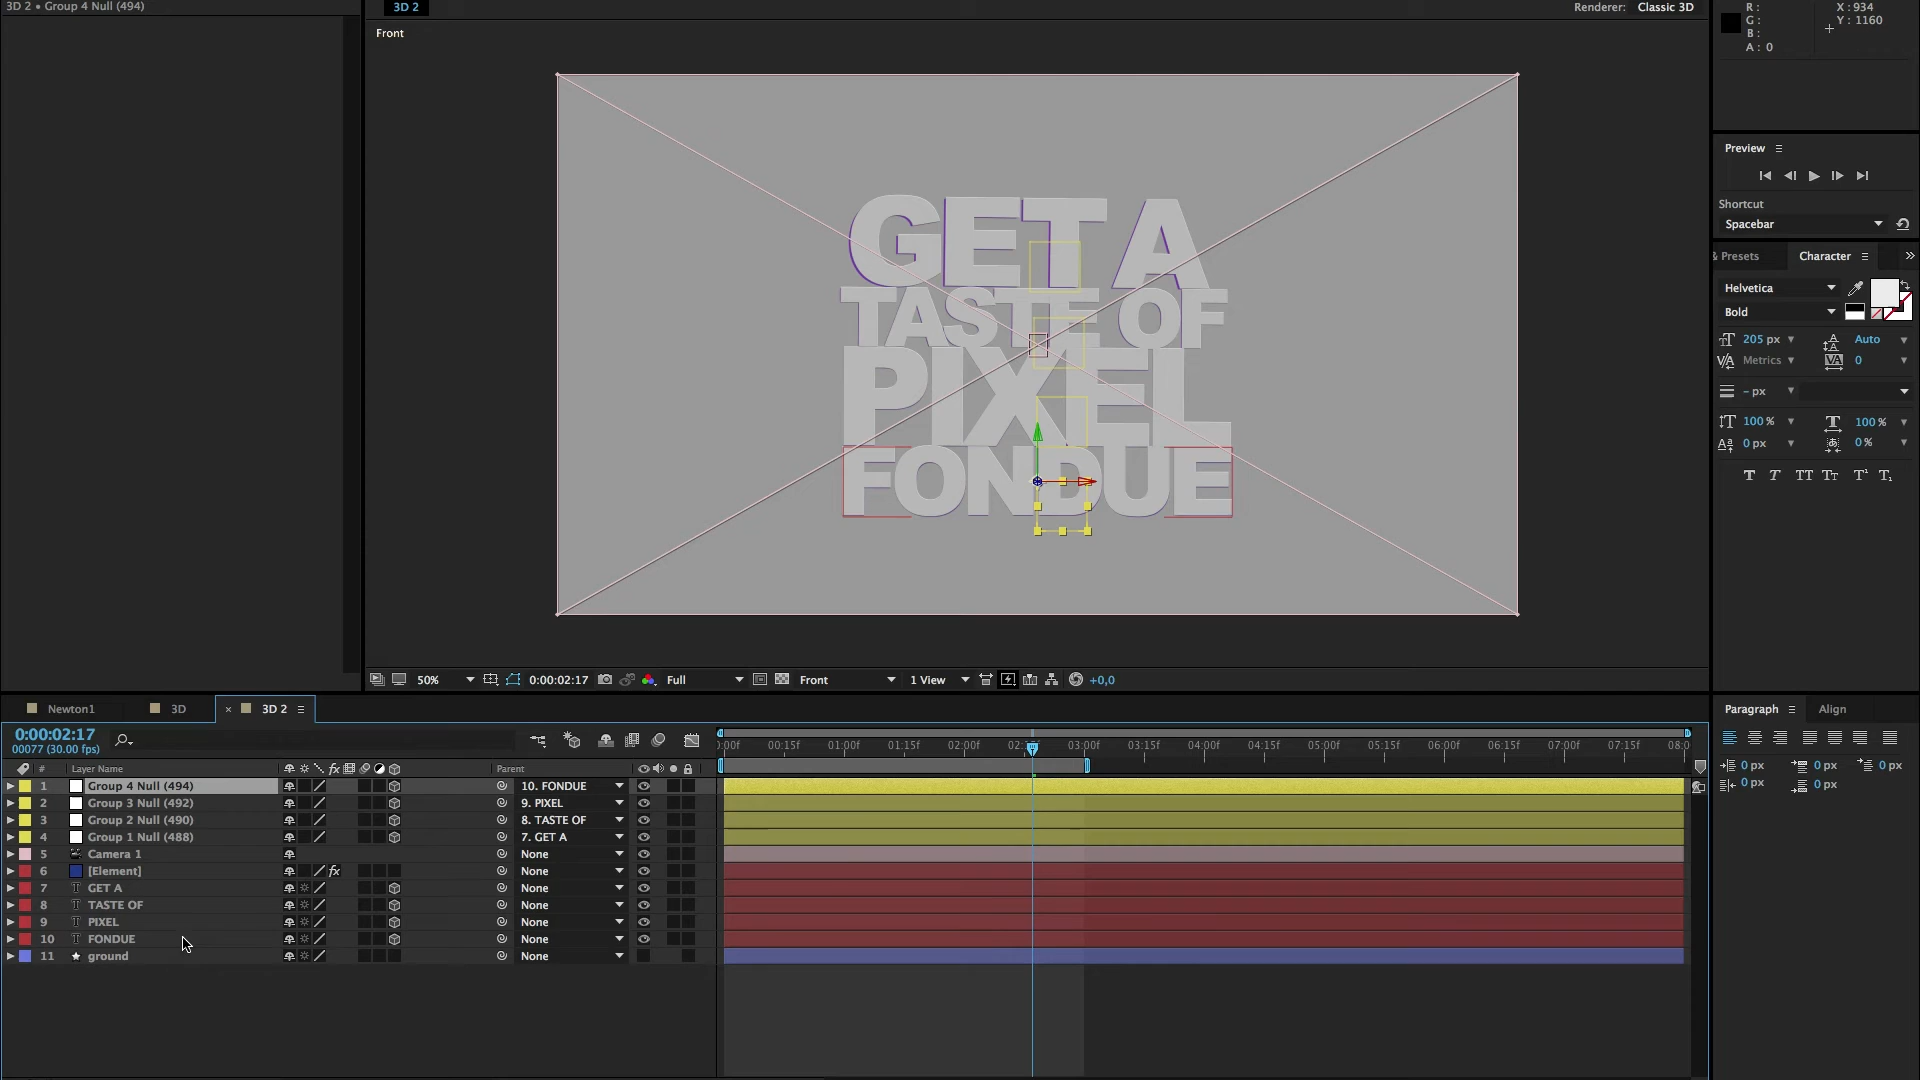 3D 2 • Group 4 Null (494)
3D 2
Renderer: Classic 3D
Front
R :
G :
B :
A : 0
X : 934
Y : 1160
GET A
TASTE OF
PIXEL
FONDUE
Preview
Shortcut
Spacebar
& Presets
Character
Helvetica
Bold
205 px
Auto
Metrics
0
- px
100 %
100 %
0 px
0 %
50%
0:00:02:17
Full
Front
1 View
+0,0
Newton1
3D
3D 2
Paragraph
Align
0:00:02:17
00077 (30.00 fps)
:00f 00:15f 01:00f 01:15f 02:00f 02: 03:00f 03:15f 04:00f 04:15f 05:00f 05:15f 06:00f 06:15f 07:00f 07:15f 08:0
# Layer Name fx Parent
1 Group 4 Null (494) 10. FONDUE
2 Group 3 Null (492) 9. PIXEL
3 Group 2 Null (490) 8. TASTE OF
4 Group 1 Null (488) 7. GET A
5 Camera 1 None
6 [Element] fx None
7 GET A None
8 TASTE OF None
9 PIXEL None
10 FONDUE None
11 ground None
0 px 0 px 0 px
0 px 0 px